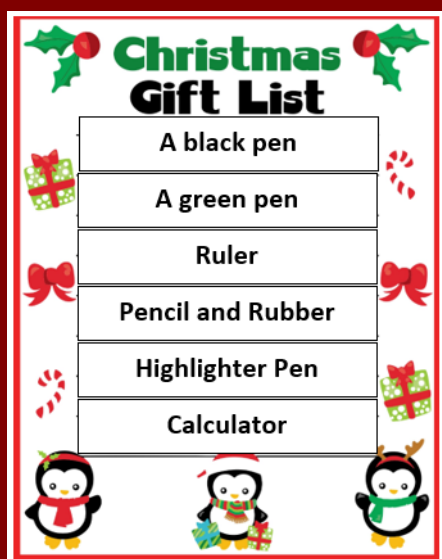 Christmas
Gift List
A black pen
A green pen
Ruler
Pencil and Rubber
Highlighter Pen
Calculator